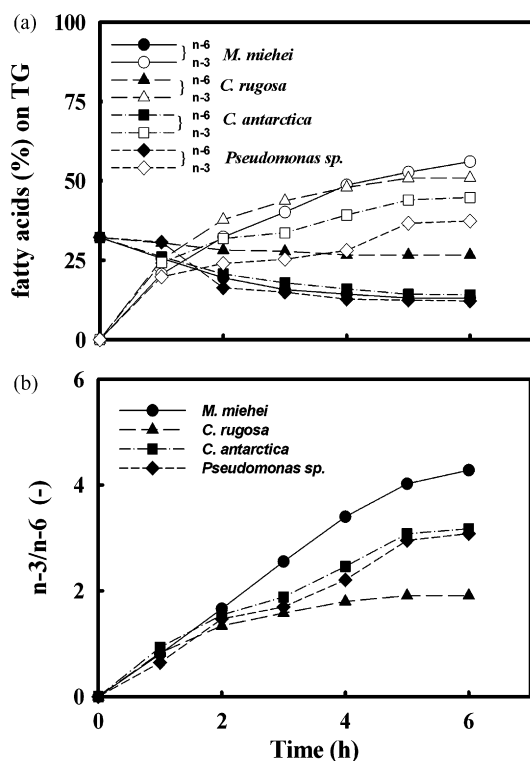 (a)
100
75
50
25
0
fatty acids (%) on TG
n-6
n-3
} M. miehei
n-6
n-3
} C. rugosa
n-6
n-3
} C. antarctica
n-6
n-3
} Pseudomonas sp.
(b)
6
4
2
0
n-3/n-6 (-)
M. miehei
C. rugosa
C. antarctica
Pseudomonas sp.
0 2 4 6
Time (h)